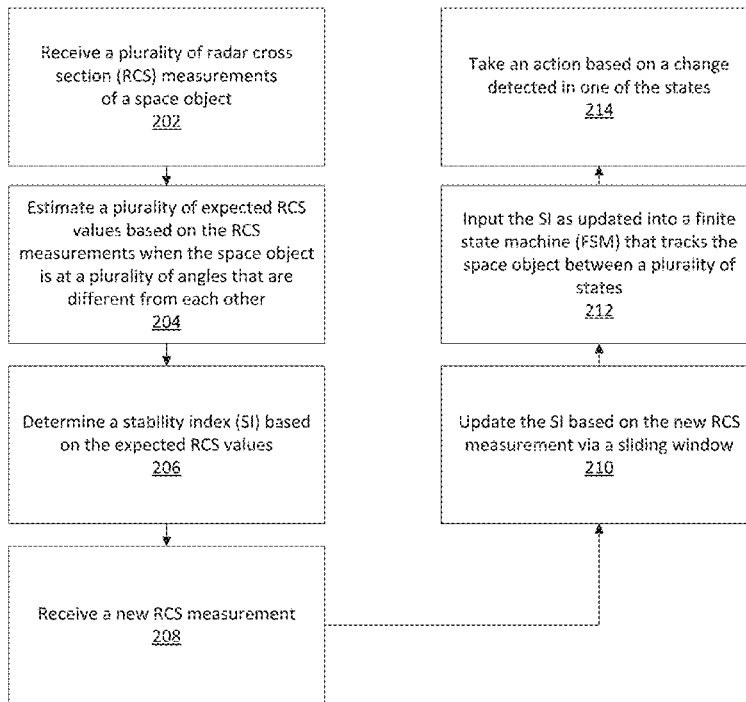 Receive a plurality of radar cross
section (RCS) measurements
of a space object
202
Estimate a plurality of expected RCS
values based on the RCS
measurements when the space object
is at a plurality of angles that are
different from each other
204
Determine a stability index (SI) based
on the expected RCS values
206
Receive a new RCS measurement
208
Update the SI based on the new RCS
measurement via a sliding window
210
Input the SI as updated into a finite
state machine (FSM) that tracks the
space object between a plurality of
states
212
Take an action based on a change
detected in one of the states
214